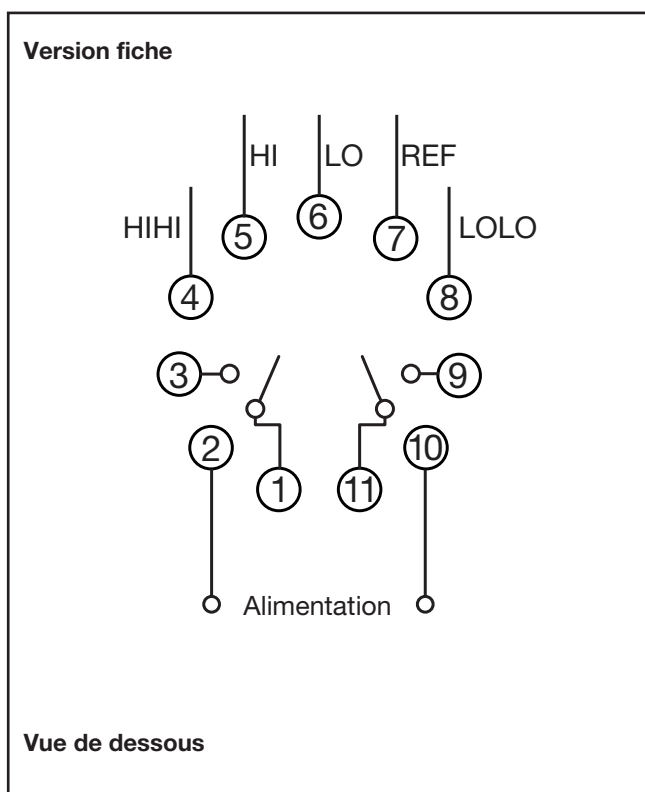 Version fiche
HI LO REF
HIHI LOLO
5 6 7
4 8
3 9
2 10
1 11
Alimentation
Vue de dessous